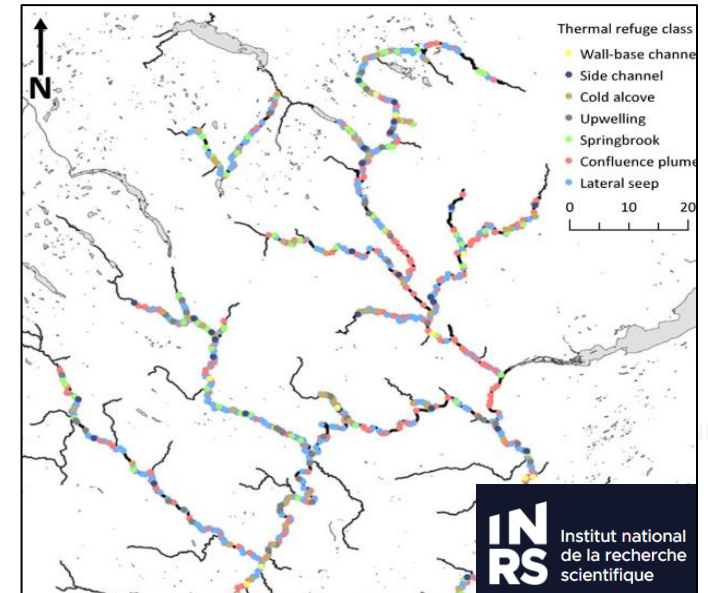 N
Thermal refuge class
Wall-base channe
Side channel
Cold alcove
Upwelling
Springbrook
Confluence plume
Lateral seep
0 10 20
INRS
Institut national
de la recherche
scientifique